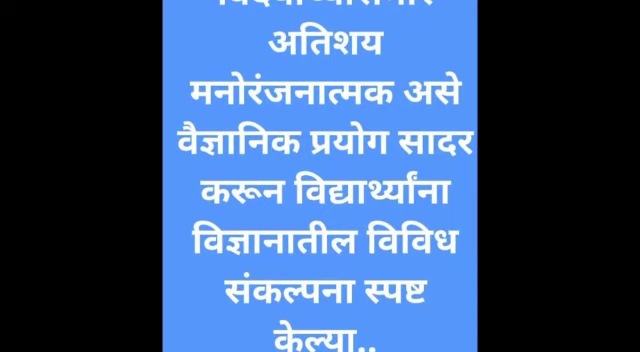 अतिशय
मनोरंजनात्मक असे
वैज्ञानिक प्रयोग सादर
करून विद्यार्थ्यांना
विज्ञानातील विविध
संकल्पना स्पष्ट
केल्या..